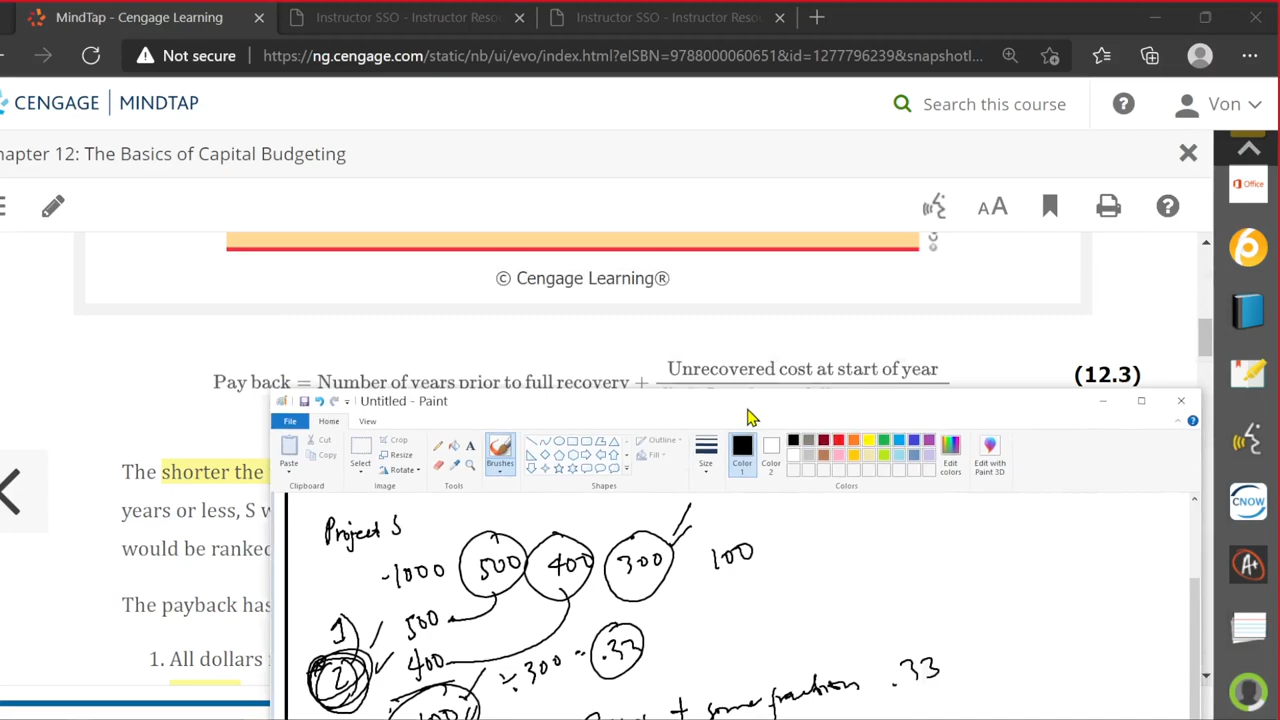 MindTap - Cengage Learning
Instructor SSO - Instructor Reso
Instructor SSO - Instructor Reso
Not secure
https://ng.cengage.com/static/nb/ui/evo/index.html?eISBN=9788000060651&id=1277796239&snapshotI...
CENGAGE | MINDTAP
Search this course
Von
hapter 12: The Basics of Capital Budgeting
AA
Office
© Cengage Learning®
Pay back = Number of years prior to full recovery +
Unrecovered cost at start of year
(12.3)
Untitled - Paint
File Home View
Paste
Cut
Copy
Clipboard
Select
Crop
Resize
Rotate
Image
Tools
Brushes
Shapes
Outline
Fill
Size
Color 1
Color 2
Colors
Edit colors
Edit with Paint 3D
CNOW
A+
The shorter the
years or less, S w
would be ranked
The payback has
1. All dollars
Project S
-1000 500 400 300 100
1 500
2 400
100 ÷ 300 = .33
+ some fraction .33